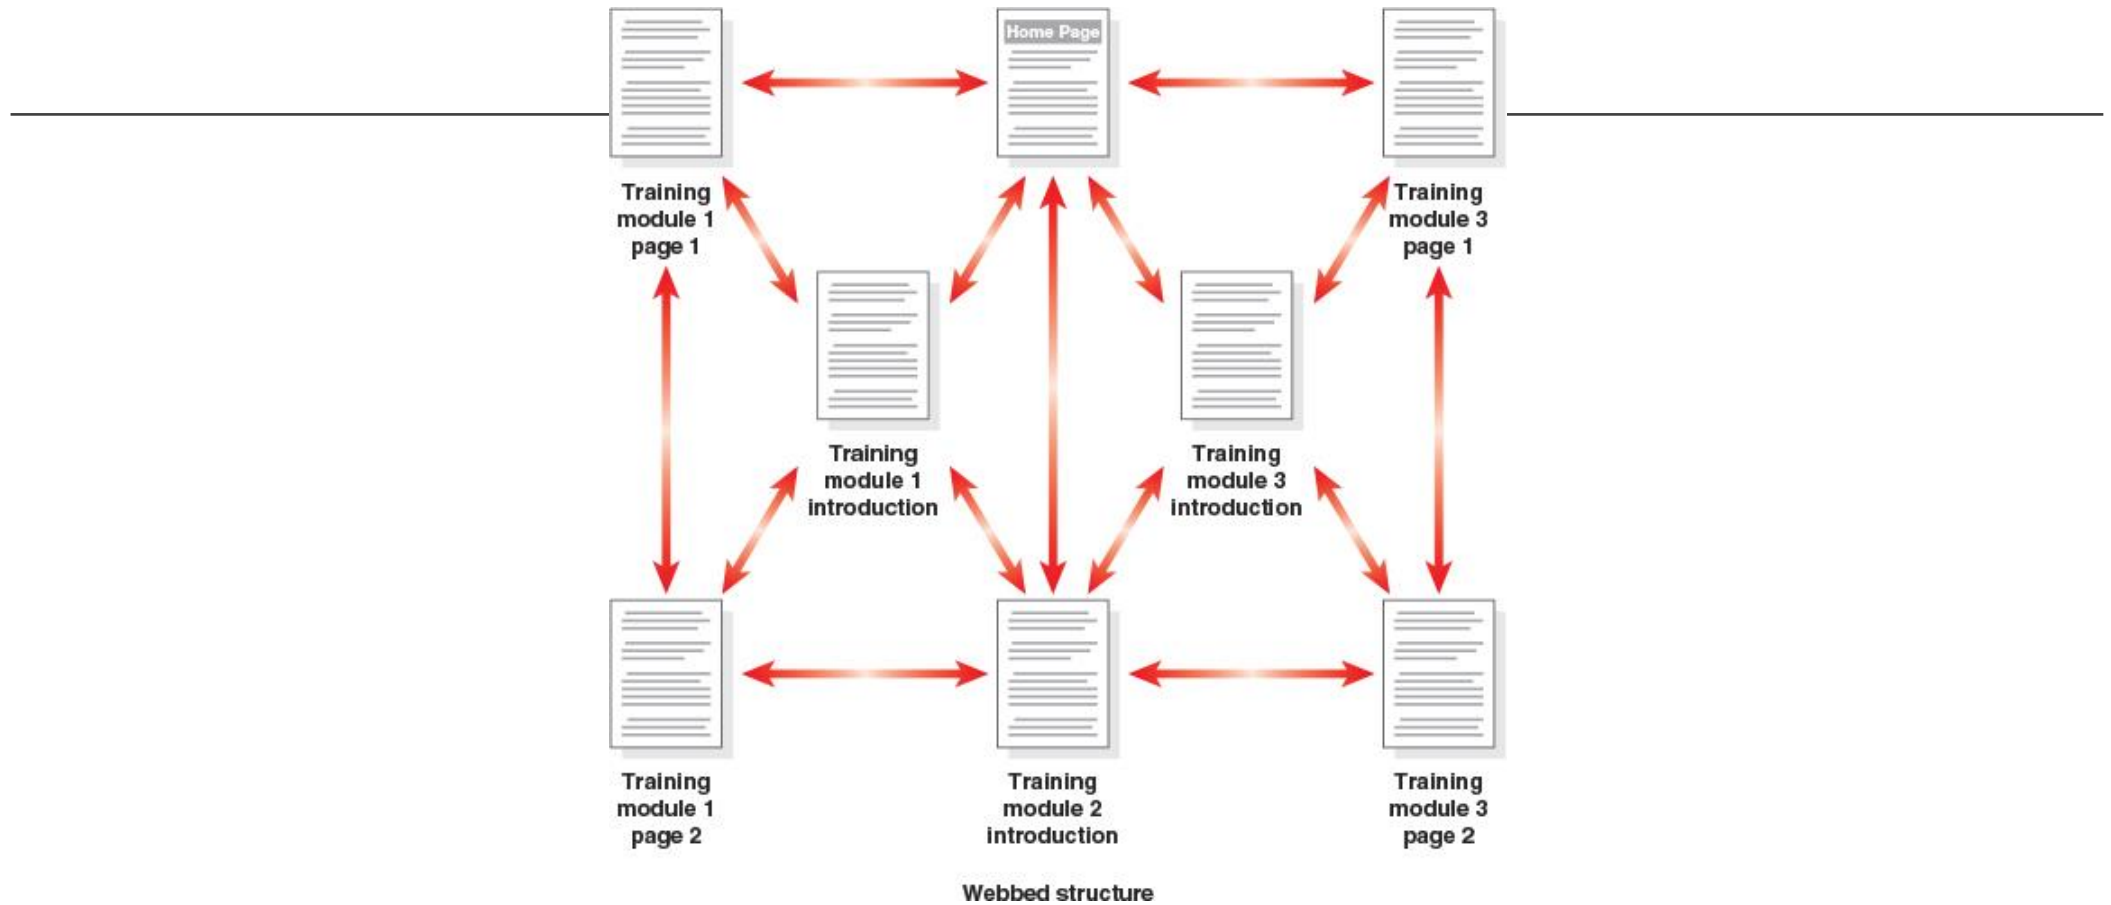 Home Page
Training
module 1
page 1
Training
module 3
page 1
Training
module 1
introduction
Training
module 3
introduction
Training
module 1
page 2
Training
module 2
introduction
Training
module 3
page 2
Webbed structure